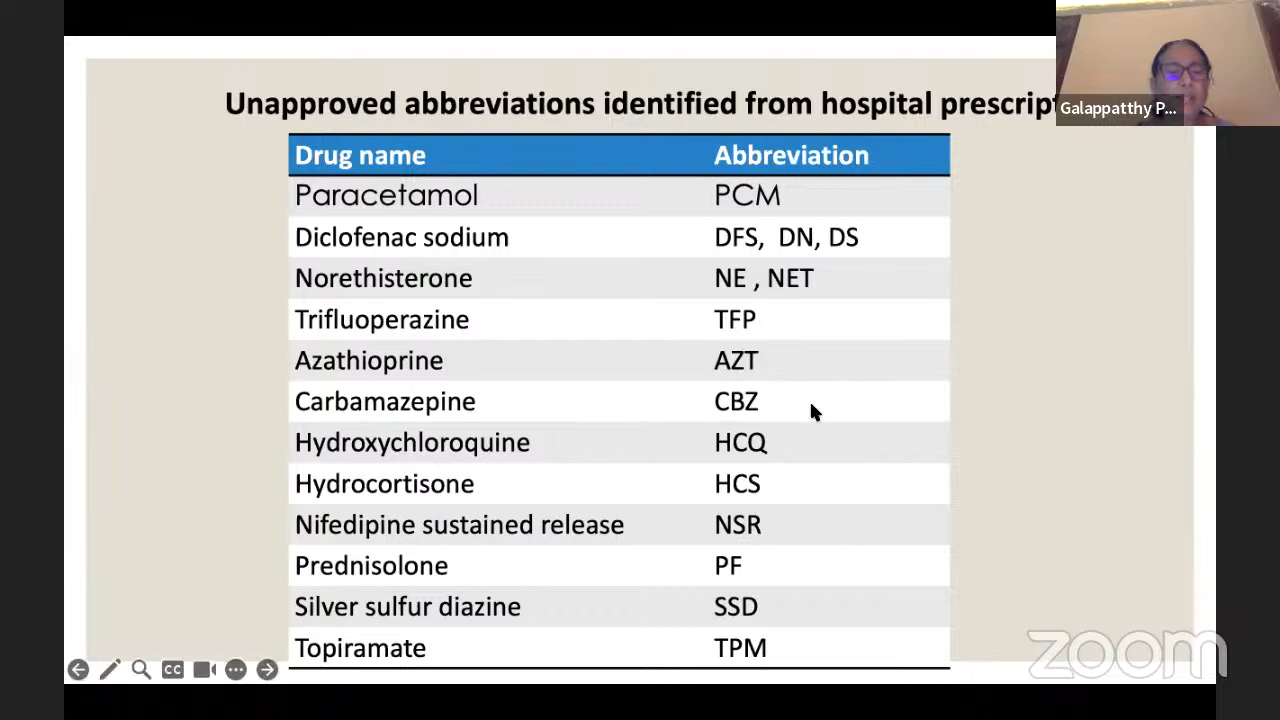 Unapproved abbreviations identified from hospital prescript
Galappatthy P...
Drug name Abbreviation
Paracetamol PCM
Diclofenac sodium DFS, DN, DS
Norethisterone NE , NET
Trifluoperazine TFP
Azathioprine AZT
Carbamazepine CBZ
Hydroxychloroquine HCQ
Hydrocortisone HCS
Nifedipine sustained release NSR
Prednisolone PF
Silver sulfur diazine SSD
Topiramate TPM
CC
zoom